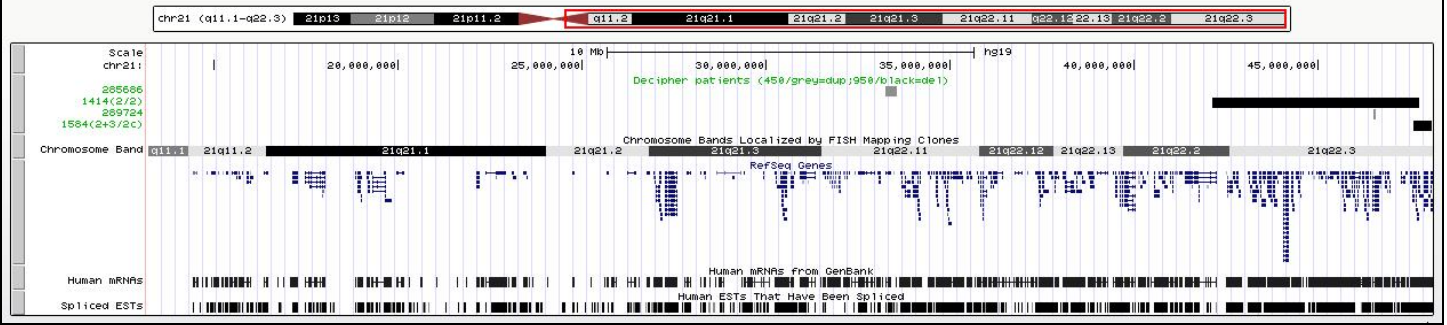 chr21 (q11.1-q22.3) 21p13 21p12 21p11.2 q11.2 21q21.1 21q21.2 21q21.3 21q22.11 q22.12 22.13 21q22.2 21q22.3
Scale 10 Mb hg19
chr21: 20,000,000 25,000,000 30,000,000 35,000,000 40,000,000 45,000,000
Decipher patients (450/grey=dup;950/black=del)
285686
1414(2/2)
289724
1584(2+3/2c)
Chromosome Bands Localized by FISH Mapping Clones
Chromosome Band q11.1 21q11.2 21q21.1 21q21.2 21q21.3 21q22.11 21q22.12 21q22.13 21q22.2 21q22.3
RefSeq Genes
Human mRNAs from GenBank
Human mRNAs
Human ESTs That Have Been Spliced
Spliced ESTs